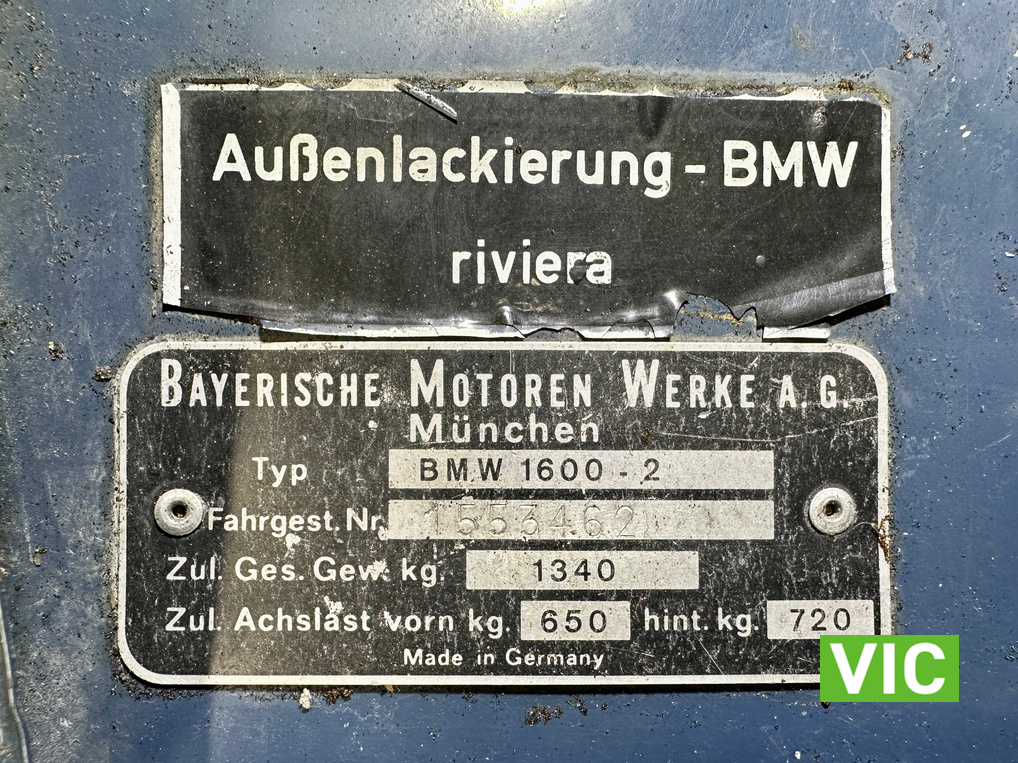 Außenlackierung - BMW
riviera
BAYERISCHE MOTOREN WERKE A.G.
München
Typ BMW 1600 - 2
Fahrgest. Nr. 1553462
Zul. Ges. Gew. kg. 1340
Zul. Achslast vorn kg. 650 hint. kg. 720
Made in Germany
VIC